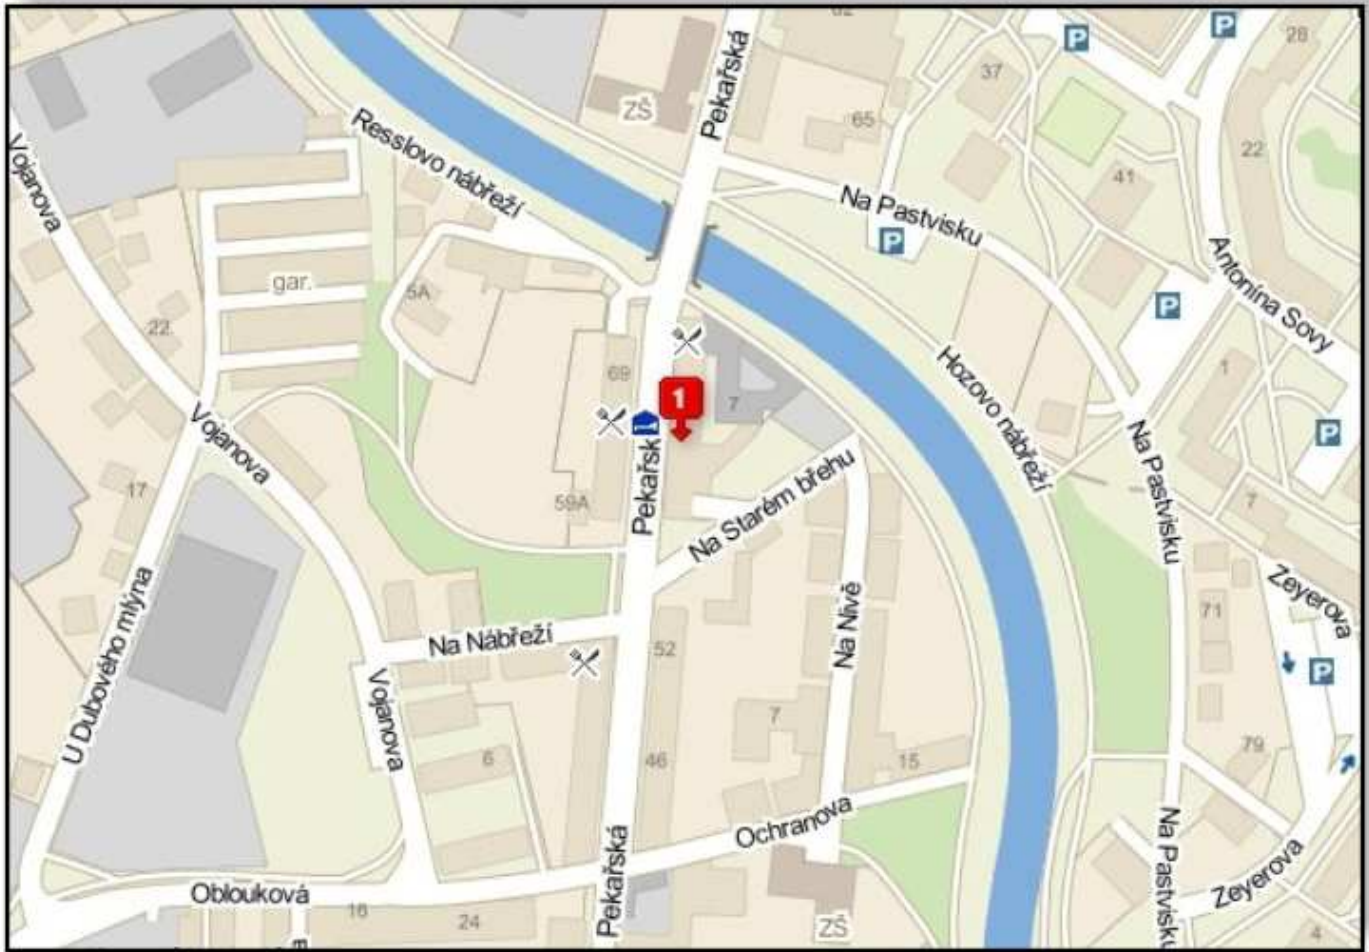 62
28
P
P
Pekařská
37
ZŠ
65
22
Resslovo nábřeží
Vojanova
41
Na Pastvisku
P
Antonína Sovy
gar.
5A
P
22
Hozovo nábřeží
69
1
1
7
Vojanova
Pekařsk
Na Pastvisku
P
Na Starém břehu
17
59A
7
U Dubového mlýna
Zeyerova
Na Nivě
71
Na Nábřeží
52
P
Vojanova
7
6
46
15
79
Ochranova
Pekařská
Na Pastvisku
Zeyerova
Oblouková
16
24
ZŠ
4